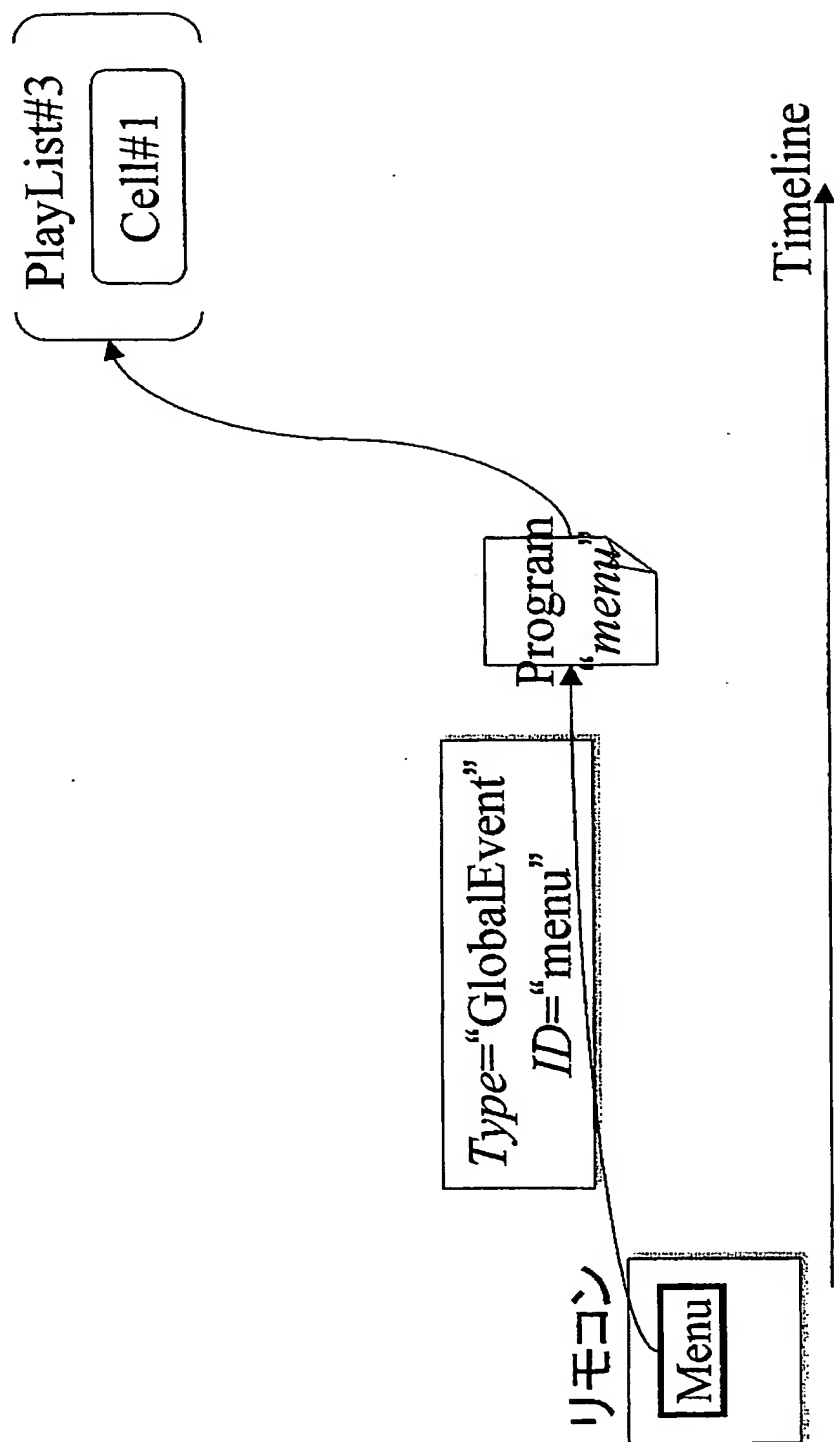 リモコン
Menu
Type=“GlobalEvent”
ID=“menu”
Program
“menu”
PlayList#3
Cell#1
Timeline